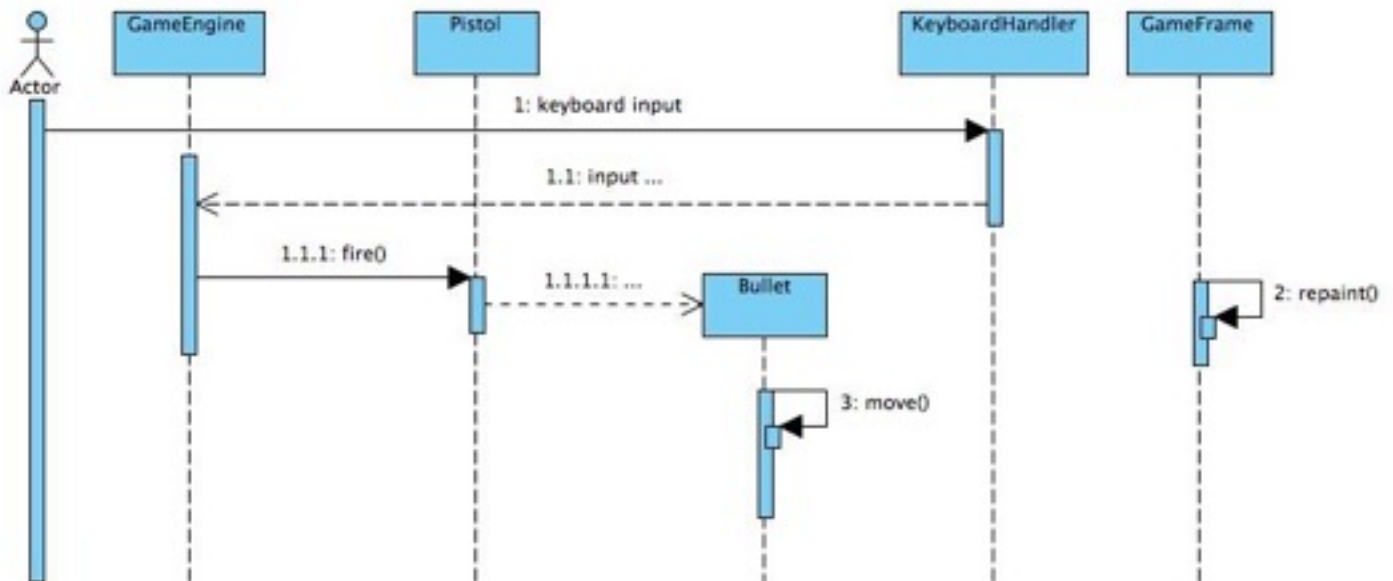 GameEngine
Pistol
KeyboardHandler
GameFrame
Actor
1: keyboard input
1.1: input ...
1.1.1: fire()
1.1.1.1: ...
Bullet
2: repaint()
3: move()